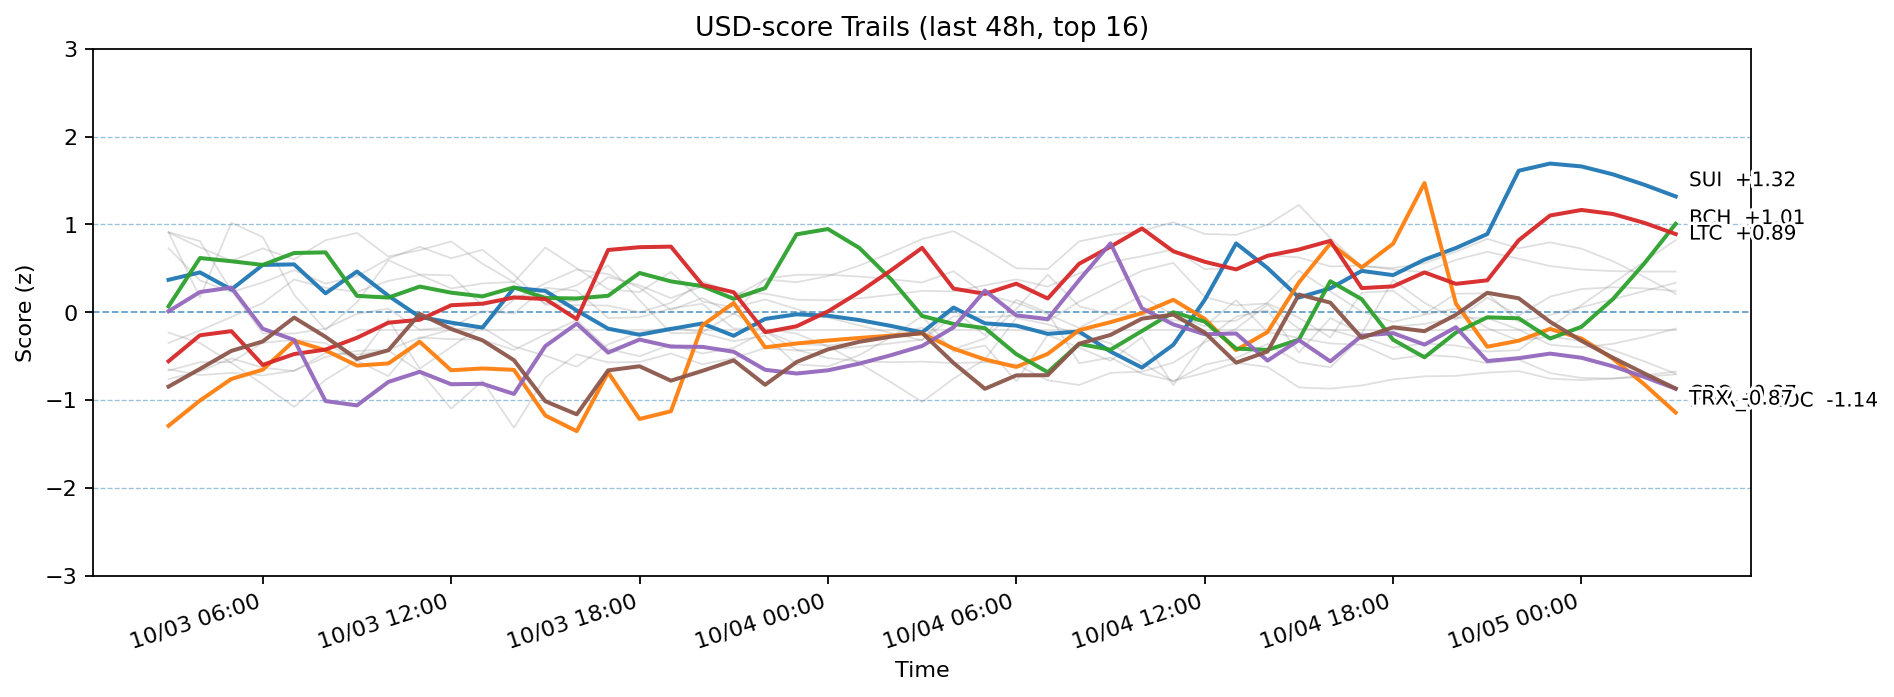 USD-score Trails (last 48h, top 16)
3
2
1
0
−1
−2
−3
Score (z)
SUI +1.32
BCH +1.01
LTC +0.89
TRX -0.87
-1.14
10/03 06:00
10/03 12:00
10/03 18:00
10/04 00:00
10/04 06:00
10/04 12:00
10/04 18:00
10/05 00:00
Time